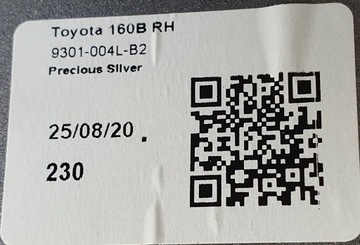 Toyota 160B RH
9301-004L-B2
Precious Silver
25/08/20 .
230